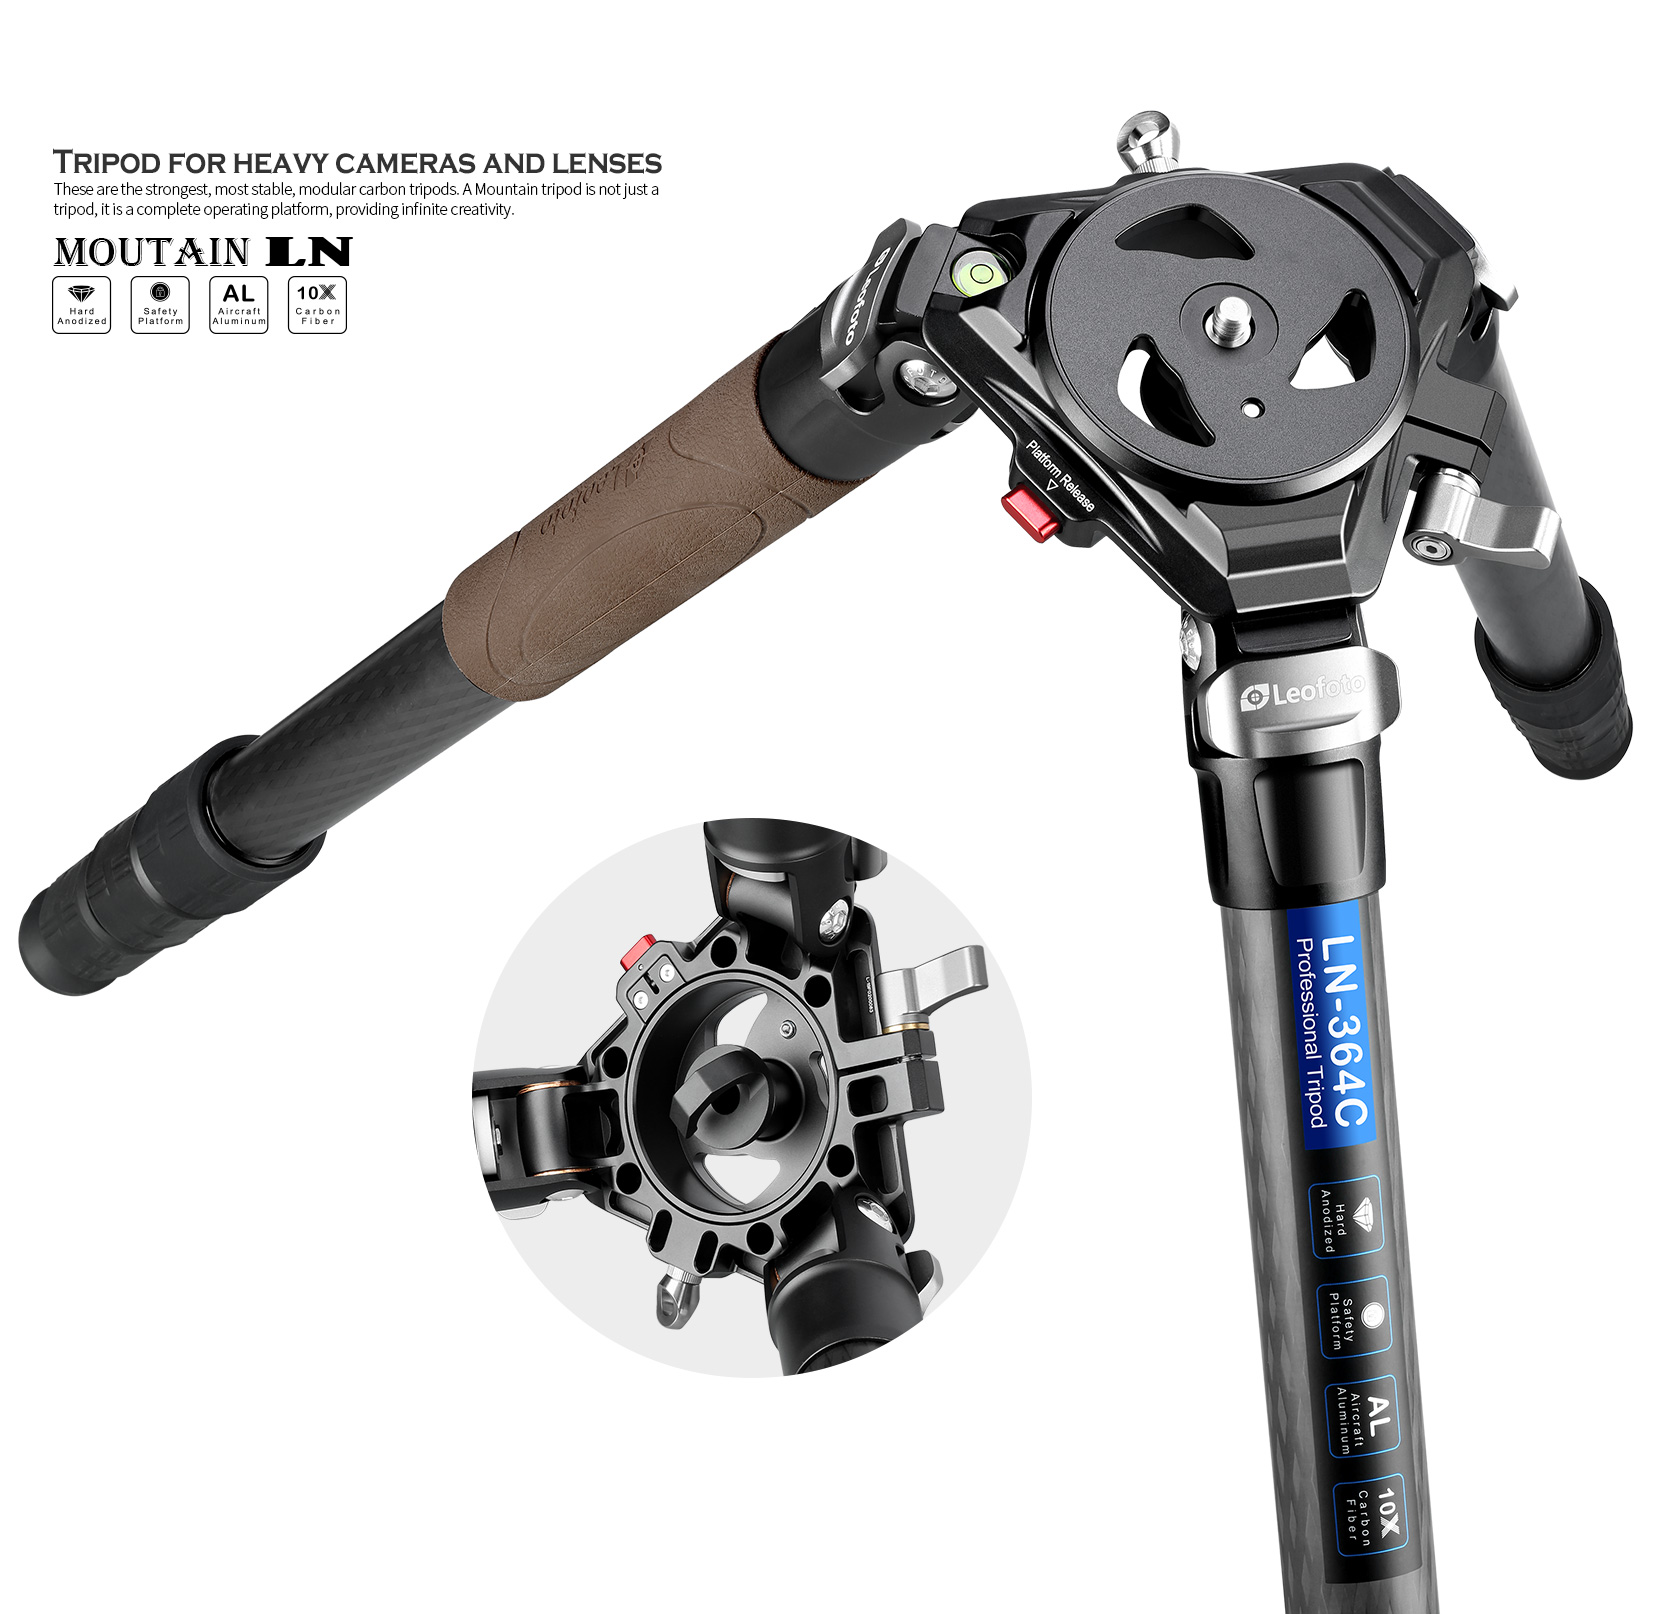 TRIPOD FOR HEAVY CAMERAS AND LENSES
These are the strongest, most stable, modular carbon tripods. A Mountain tripod is not just a
tripod, it is a complete operating platform, providing infinite creativity.
MOUTAIN LN
Hard
Anodized
Safety
Platform
AL
Aircraft
Aluminum
10X
Carbon
Fiber
Leofoto
Leofoto
Platform Release
Leofoto
LN-364C
Professional Tripod
Hard
Anodized
Safety
Platform
AL
Aircraft
Aluminum
10X
Carbon
Fiber